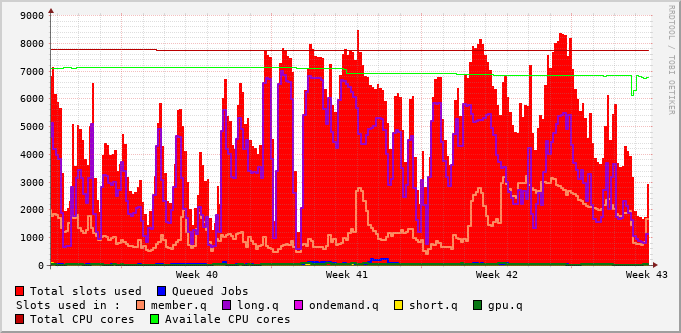 9000
8000
7000
6000
5000
4000
3000
2000
1000
0
Week 40 Week 41 Week 42 Week 43
RRDTOOL / TOBI OETIKER
Total slots used Queued Jobs
Slots used in : member.q long.q ondemand.q short.q gpu.q
Total CPU cores Availale CPU cores